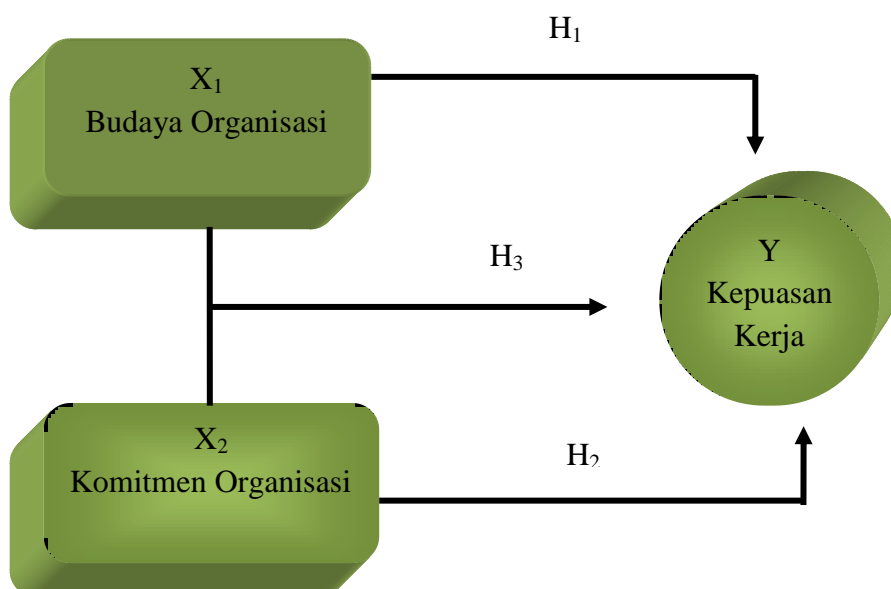 H₁
X₁
Budaya Organisasi
H₃
Y
Kepuasan
Kerja
X₂
Komitmen Organisasi
H₂